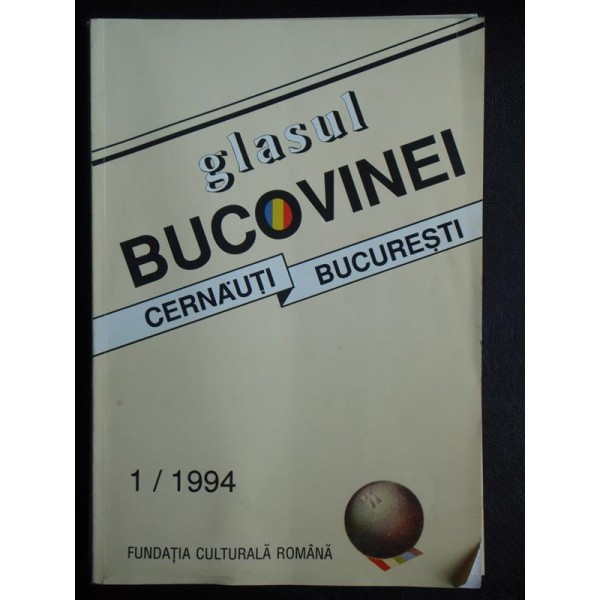 glasul
BUCOVINEI
CERNĂUȚI BUCUREȘTI
1 / 1994
FUNDAȚIA CULTURALĂ ROMÂNĂ